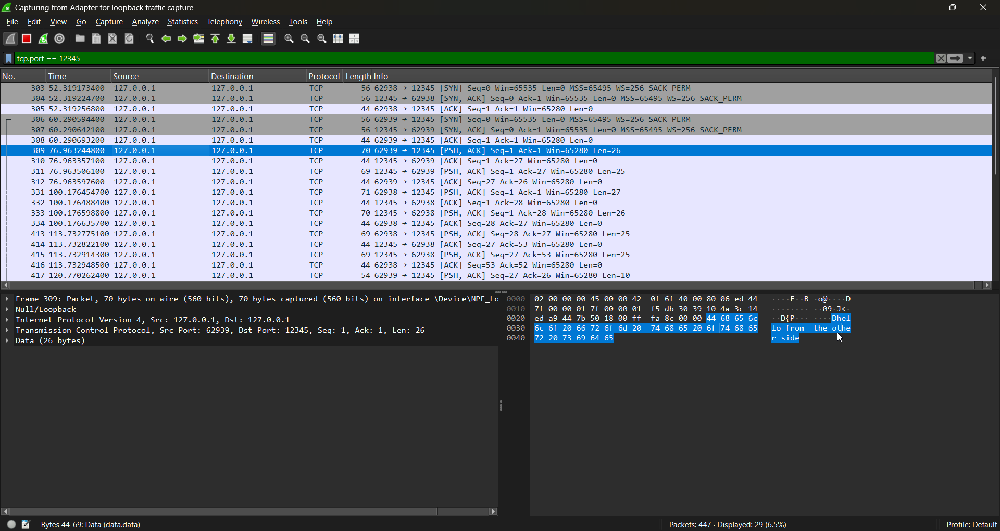 Capturing from Adapter for loopback traffic capture
File Edit View Go Capture Analyze Statistics Telephony Wireless Tools Help
tcp.port == 12345
No. Time Source Destination Protocol Length Info
303 52.319173400 127.0.0.1 127.0.0.1 TCP 56 62938 → 12345 [SYN] Seq=0 Win=65535 Len=0 MSS=65495 WS=256 SACK_PERM
304 52.319224700 127.0.0.1 127.0.0.1 TCP 56 12345 → 62938 [SYN, ACK] Seq=0 Ack=1 Win=65535 Len=0 MSS=65495 WS=256 SACK_PERM
305 52.319256800 127.0.0.1 127.0.0.1 TCP 44 62938 → 12345 [ACK] Seq=1 Ack=1 Win=65280 Len=0
306 60.290594400 127.0.0.1 127.0.0.1 TCP 56 62939 → 12345 [SYN] Seq=0 Win=65535 Len=0 MSS=65495 WS=256 SACK_PERM
307 60.290642100 127.0.0.1 127.0.0.1 TCP 56 12345 → 62939 [SYN, ACK] Seq=0 Ack=1 Win=65535 Len=0 MSS=65495 WS=256 SACK_PERM
308 60.290693200 127.0.0.1 127.0.0.1 TCP 44 62939 → 12345 [ACK] Seq=1 Ack=1 Win=65280 Len=0
309 76.963244800 127.0.0.1 127.0.0.1 TCP 70 62939 → 12345 [PSH, ACK] Seq=1 Ack=1 Win=65280 Len=26
310 76.963357100 127.0.0.1 127.0.0.1 TCP 44 12345 → 62939 [ACK] Seq=1 Ack=27 Win=65280 Len=0
311 76.963506100 127.0.0.1 127.0.0.1 TCP 69 12345 → 62939 [PSH, ACK] Seq=1 Ack=27 Win=65280 Len=25
312 76.963597600 127.0.0.1 127.0.0.1 TCP 44 62939 → 12345 [ACK] Seq=27 Ack=26 Win=65280 Len=0
331 100.176454700 127.0.0.1 127.0.0.1 TCP 71 62938 → 12345 [PSH, ACK] Seq=1 Ack=1 Win=65280 Len=27
332 100.176488400 127.0.0.1 127.0.0.1 TCP 44 12345 → 62938 [ACK] Seq=1 Ack=28 Win=65280 Len=0
333 100.176598800 127.0.0.1 127.0.0.1 TCP 70 12345 → 62938 [PSH, ACK] Seq=1 Ack=28 Win=65280 Len=26
334 100.176635700 127.0.0.1 127.0.0.1 TCP 44 62938 → 12345 [ACK] Seq=28 Ack=27 Win=65280 Len=0
413 113.732775100 127.0.0.1 127.0.0.1 TCP 69 62938 → 12345 [PSH, ACK] Seq=28 Ack=27 Win=65280 Len=25
414 113.732822100 127.0.0.1 127.0.0.1 TCP 44 12345 → 62938 [ACK] Seq=27 Ack=53 Win=65280 Len=0
415 113.732914300 127.0.0.1 127.0.0.1 TCP 69 12345 → 62938 [PSH, ACK] Seq=27 Ack=53 Win=65280 Len=25
416 113.732948500 127.0.0.1 127.0.0.1 TCP 44 62938 → 12345 [ACK] Seq=53 Ack=52 Win=65280 Len=0
417 120.770262400 127.0.0.1 127.0.0.1 TCP 54 62939 → 12345 [PSH, ACK] Seq=27 Ack=26 Win=65280 Len=10
Frame 309: Packet, 70 bytes on wire (560 bits), 70 bytes captured (560 bits) on interface \Device\NPF_Lo
Null/Loopback
Internet Protocol Version 4, Src: 127.0.0.1, Dst: 127.0.0.1
Transmission Control Protocol, Src Port: 62939, Dst Port: 12345, Seq: 1, Ack: 1, Len: 26
Data (26 bytes)
0000 02 00 00 00 45 00 00 42 0f 6f 40 00 80 06 ed 44 ····E··B ·o@····D
0010 7f 00 00 01 7f 00 00 01 f5 db 30 39 10 4a 3c 14 ········ ··09·J<·
0020 ed a9 44 7b 50 18 00 ff fa 8c 00 00 44 68 65 6c ··D{P··· ····Dhel
0030 6c 6f 20 66 72 6f 6d 20 74 68 65 20 6f 74 68 65 lo from the othe
0040 72 20 73 69 64 65 r side
Bytes 44-69: Data (data.data) Packets: 447 · Displayed: 29 (6.5%) Profile: Default